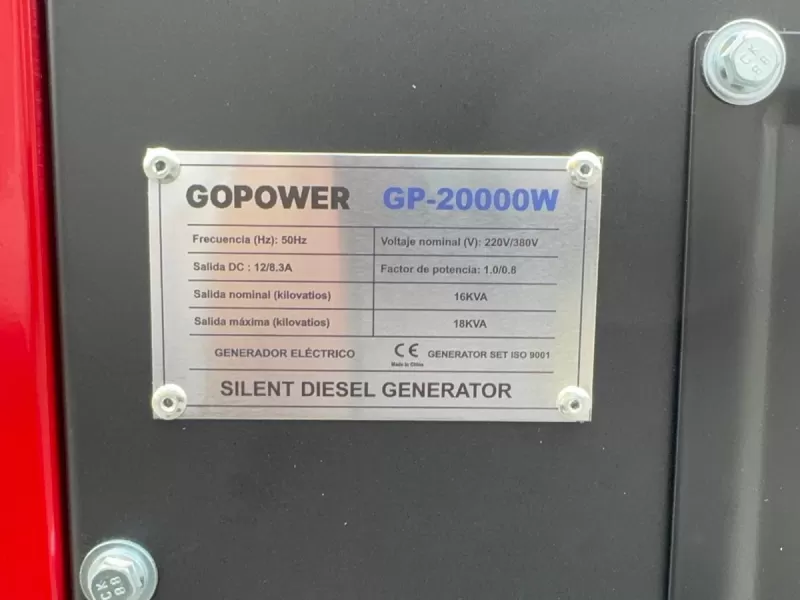 GOPOWER GP-20000W
Frecuencia (Hz): 50Hz Voltaje nominal (V): 220V/380V
Salida DC : 12/8.3A Factor de potencia: 1.0/0.8
Salida nominal (kilovatios) 16KVA
Salida máxima (kilovatios) 18KVA
GENERADOR ELÉCTRICO CE GENERATOR SET ISO 9001
Made in China
SILENT DIESEL GENERATOR